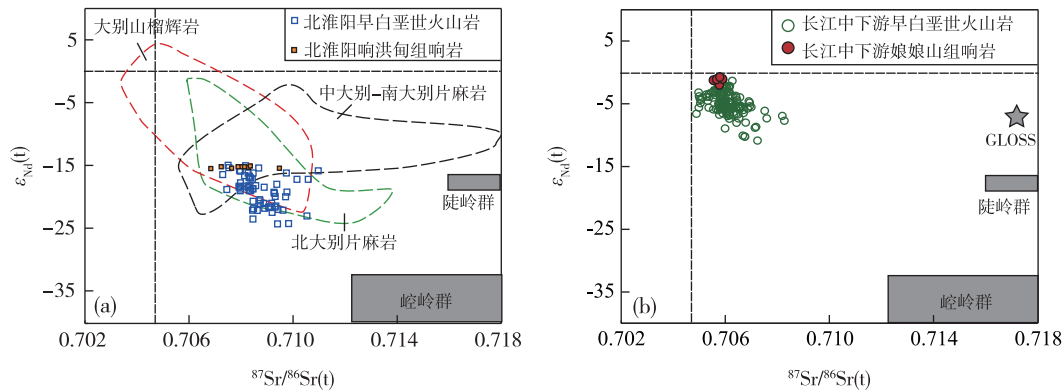 大别山榴辉岩
北淮阳早白垩世火山岩
北淮阳响洪甸组响岩
中大别-南大别片麻岩
陡岭群
北大别片麻岩
崆岭群
(a)
5
-5
-15
-25
-35
εNd(t)
0.702
0.706
0.710
0.714
0.718
87Sr/86Sr(t)
长江中下游早白垩世火山岩
长江中下游娘娘山组响岩
GLOSS
陡岭群
崆岭群
(b)
5
-5
-15
-25
-35
εNd(t)
0.702
0.706
0.710
0.714
0.718
87Sr/86Sr(t)